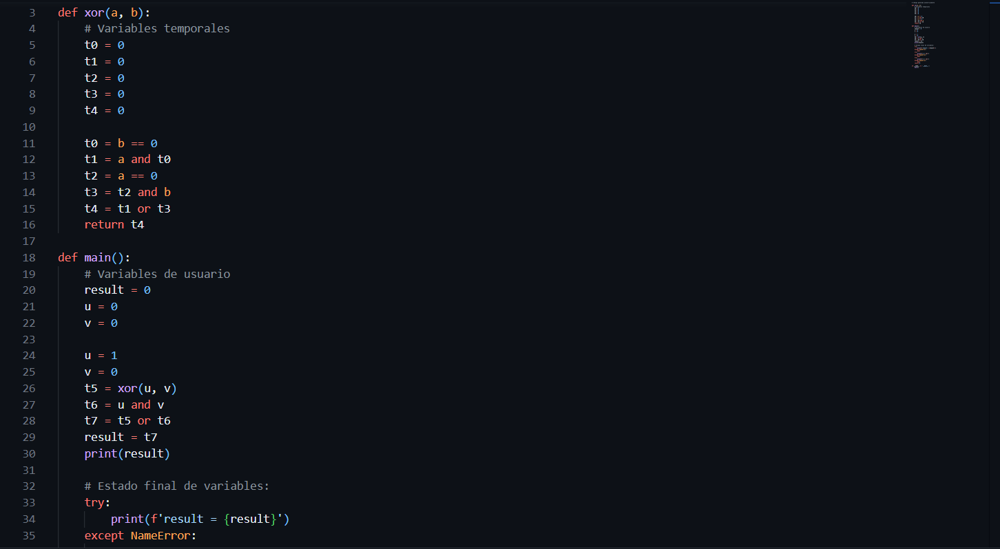 3 def xor(a, b):
4     # Variables temporales
5     t0 = 0
6     t1 = 0
7     t2 = 0
8     t3 = 0
9     t4 = 0
10
11     t0 = b == 0
12     t1 = a and t0
13     t2 = a == 0
14     t3 = t2 and b
15     t4 = t1 or t3
16     return t4
17
18 def main():
19     # Variables de usuario
20     result = 0
21     u = 0
22     v = 0
23
24     u = 1
25     v = 0
26     t5 = xor(u, v)
27     t6 = u and v
28     t7 = t5 or t6
29     result = t7
30     print(result)
31
32     # Estado final de variables:
33     try:
34         print(f'result = {result}')
35     except NameError: